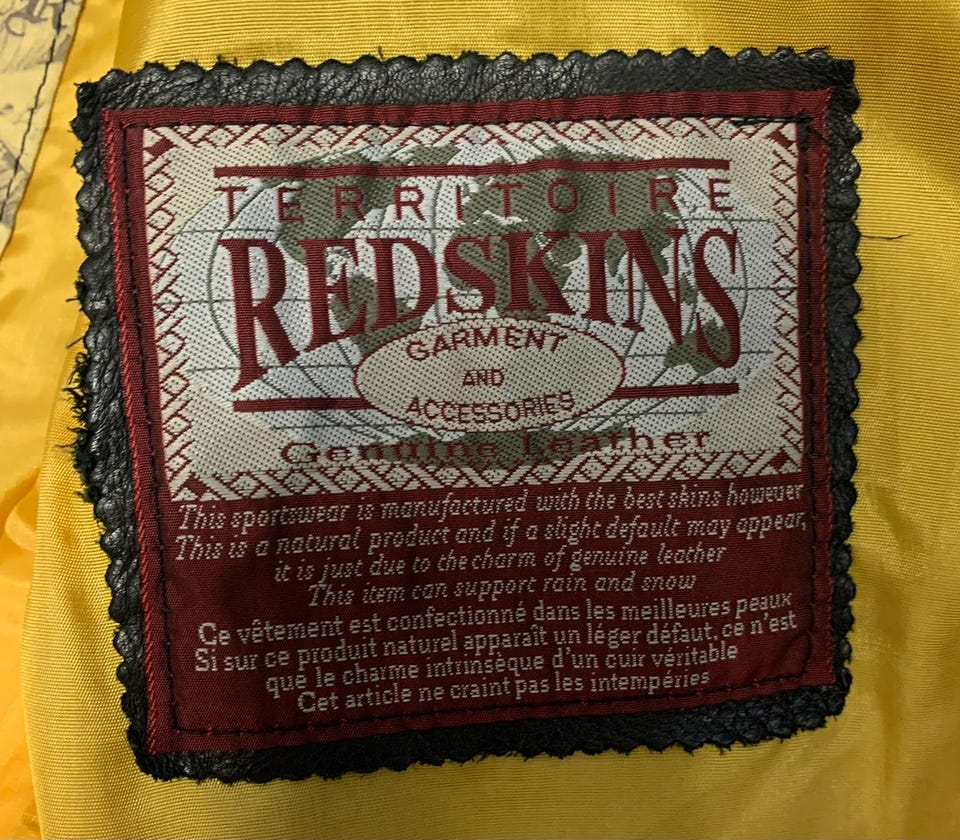 TERRITOIRE
REDSKINS
GARMENT
AND
ACCESSORIES
Genuine Leather
This sportswear is manufactured with the best skins however
This is a natural product and if a slight default may appear,
it is just due to the charm of genuine leather
This item can support rain and snow
Ce vêtement est confectionné dans les meilleures peaux
Si sur ce produit naturel apparaît un léger défaut, ce n'est
que le charme intrinsèque d'un cuir véritable
Cet article ne craint pas les intempéries